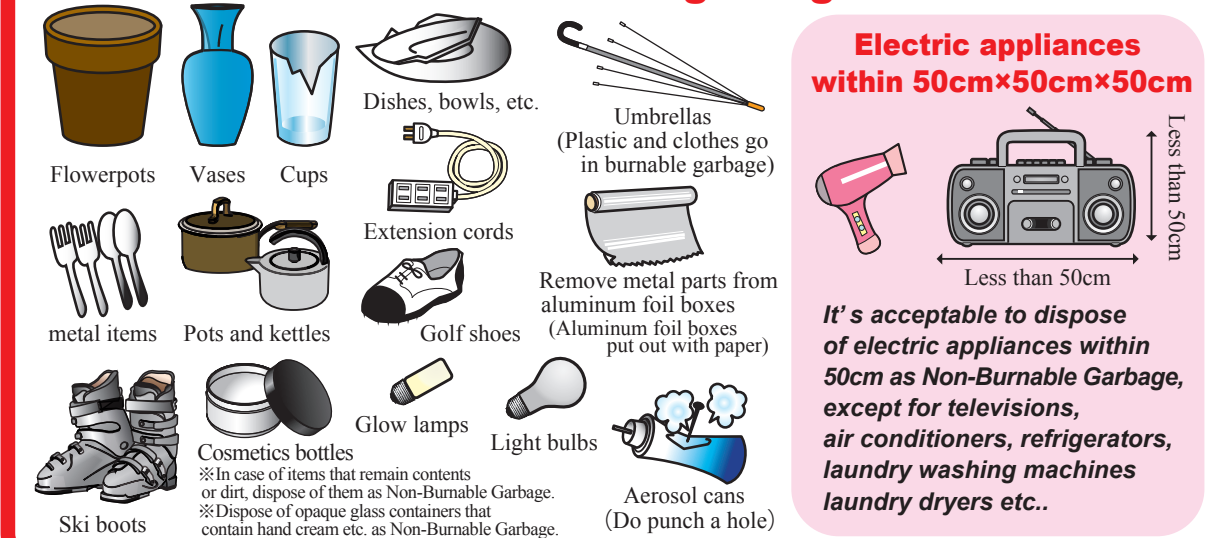 Flowerpots
Vases
Cups
Dishes, bowls, etc.
Extension cords
Umbrellas
(Plastic and clothes go
in burnable garbage)
metal items
Pots and kettles
Golf shoes
Remove metal parts from
aluminum foil boxes
(Aluminum foil boxes
put out with paper)
Ski boots
Cosmetics bottles
※In case of items that remain contents
or dirt, dispose of them as Non-Burnable Garbage.
※Dispose of opaque glass containers that
contain hand cream etc. as Non-Burnable Garbage.
Glow lamps
Light bulbs
Aerosol cans
(Do punch a hole)
Electric appliances
within 50cm×50cm×50cm
Less than 50cm
Less than 50cm
It's acceptable to dispose
of electric appliances within
50cm as Non-Burnable Garbage,
except for televisions,
air conditioners, refrigerators,
laundry washing machines
laundry dryers etc..